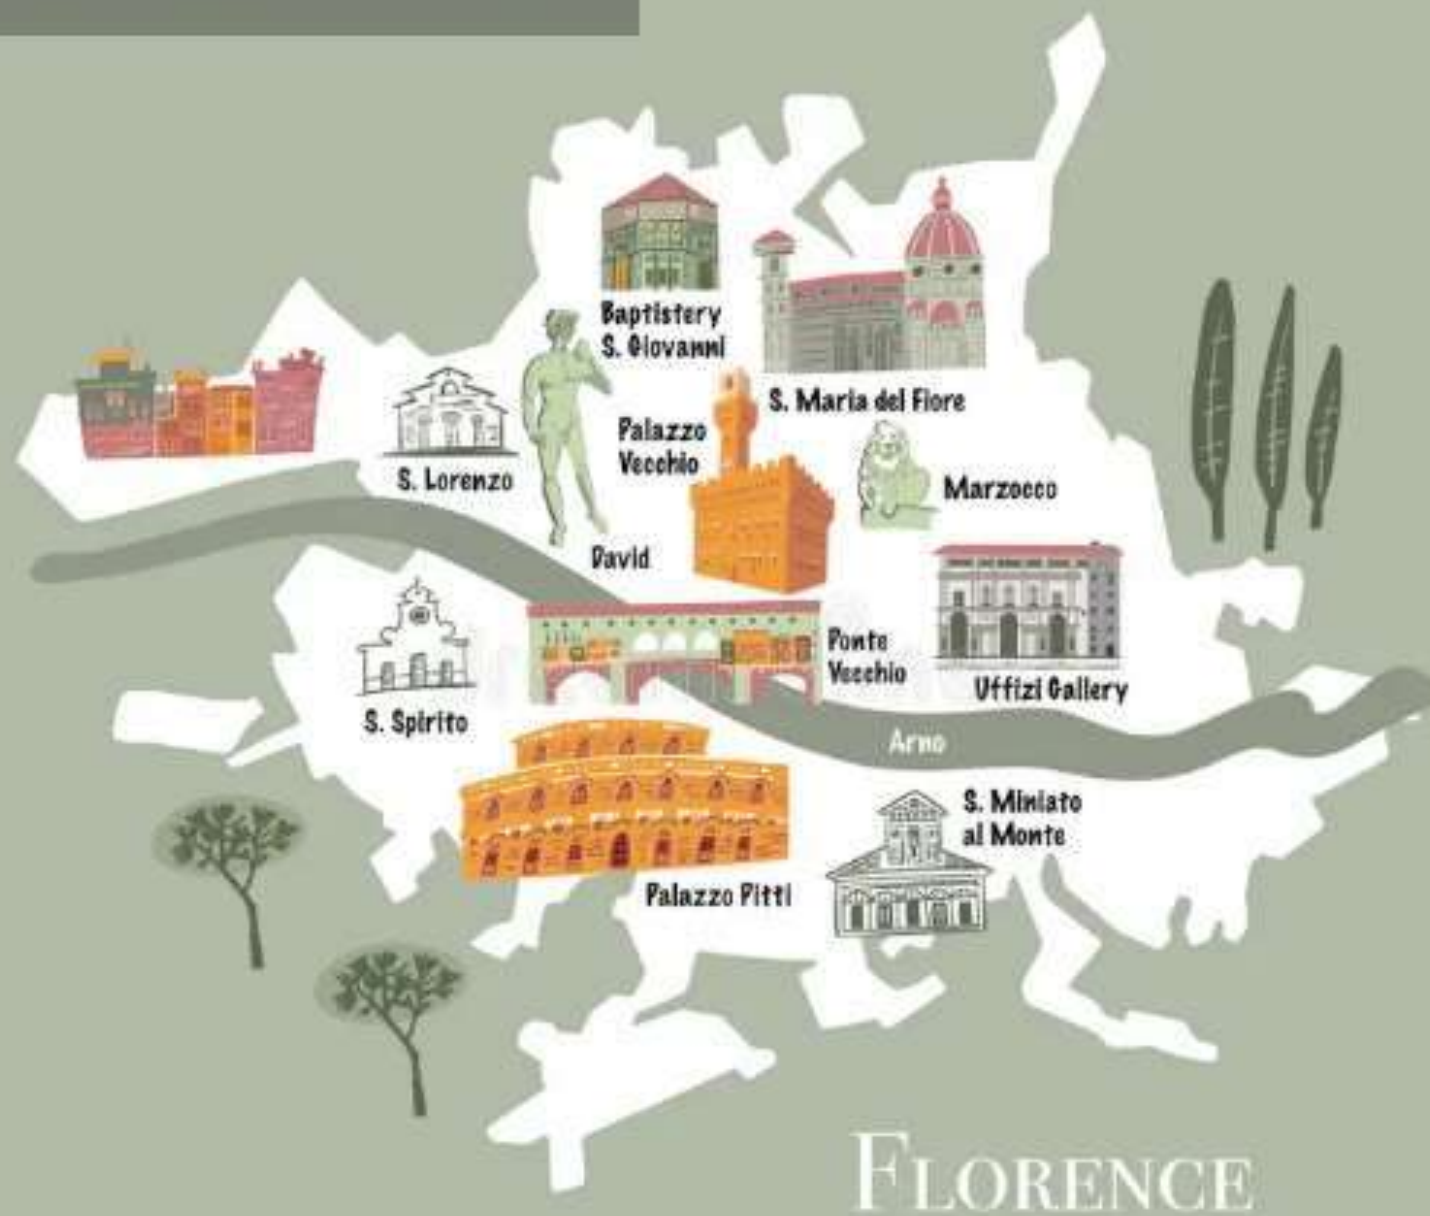 Baptistery
S. Giovanni
S. Maria del Fiore
Palazzo
Vecchio
S. Lorenzo
Marzocco
David
Ponte
Vecchio
Uffizi Gallery
S. Spirito
Arno
S. Miniato
al Monte
Palazzo Pitti
FLORENCE